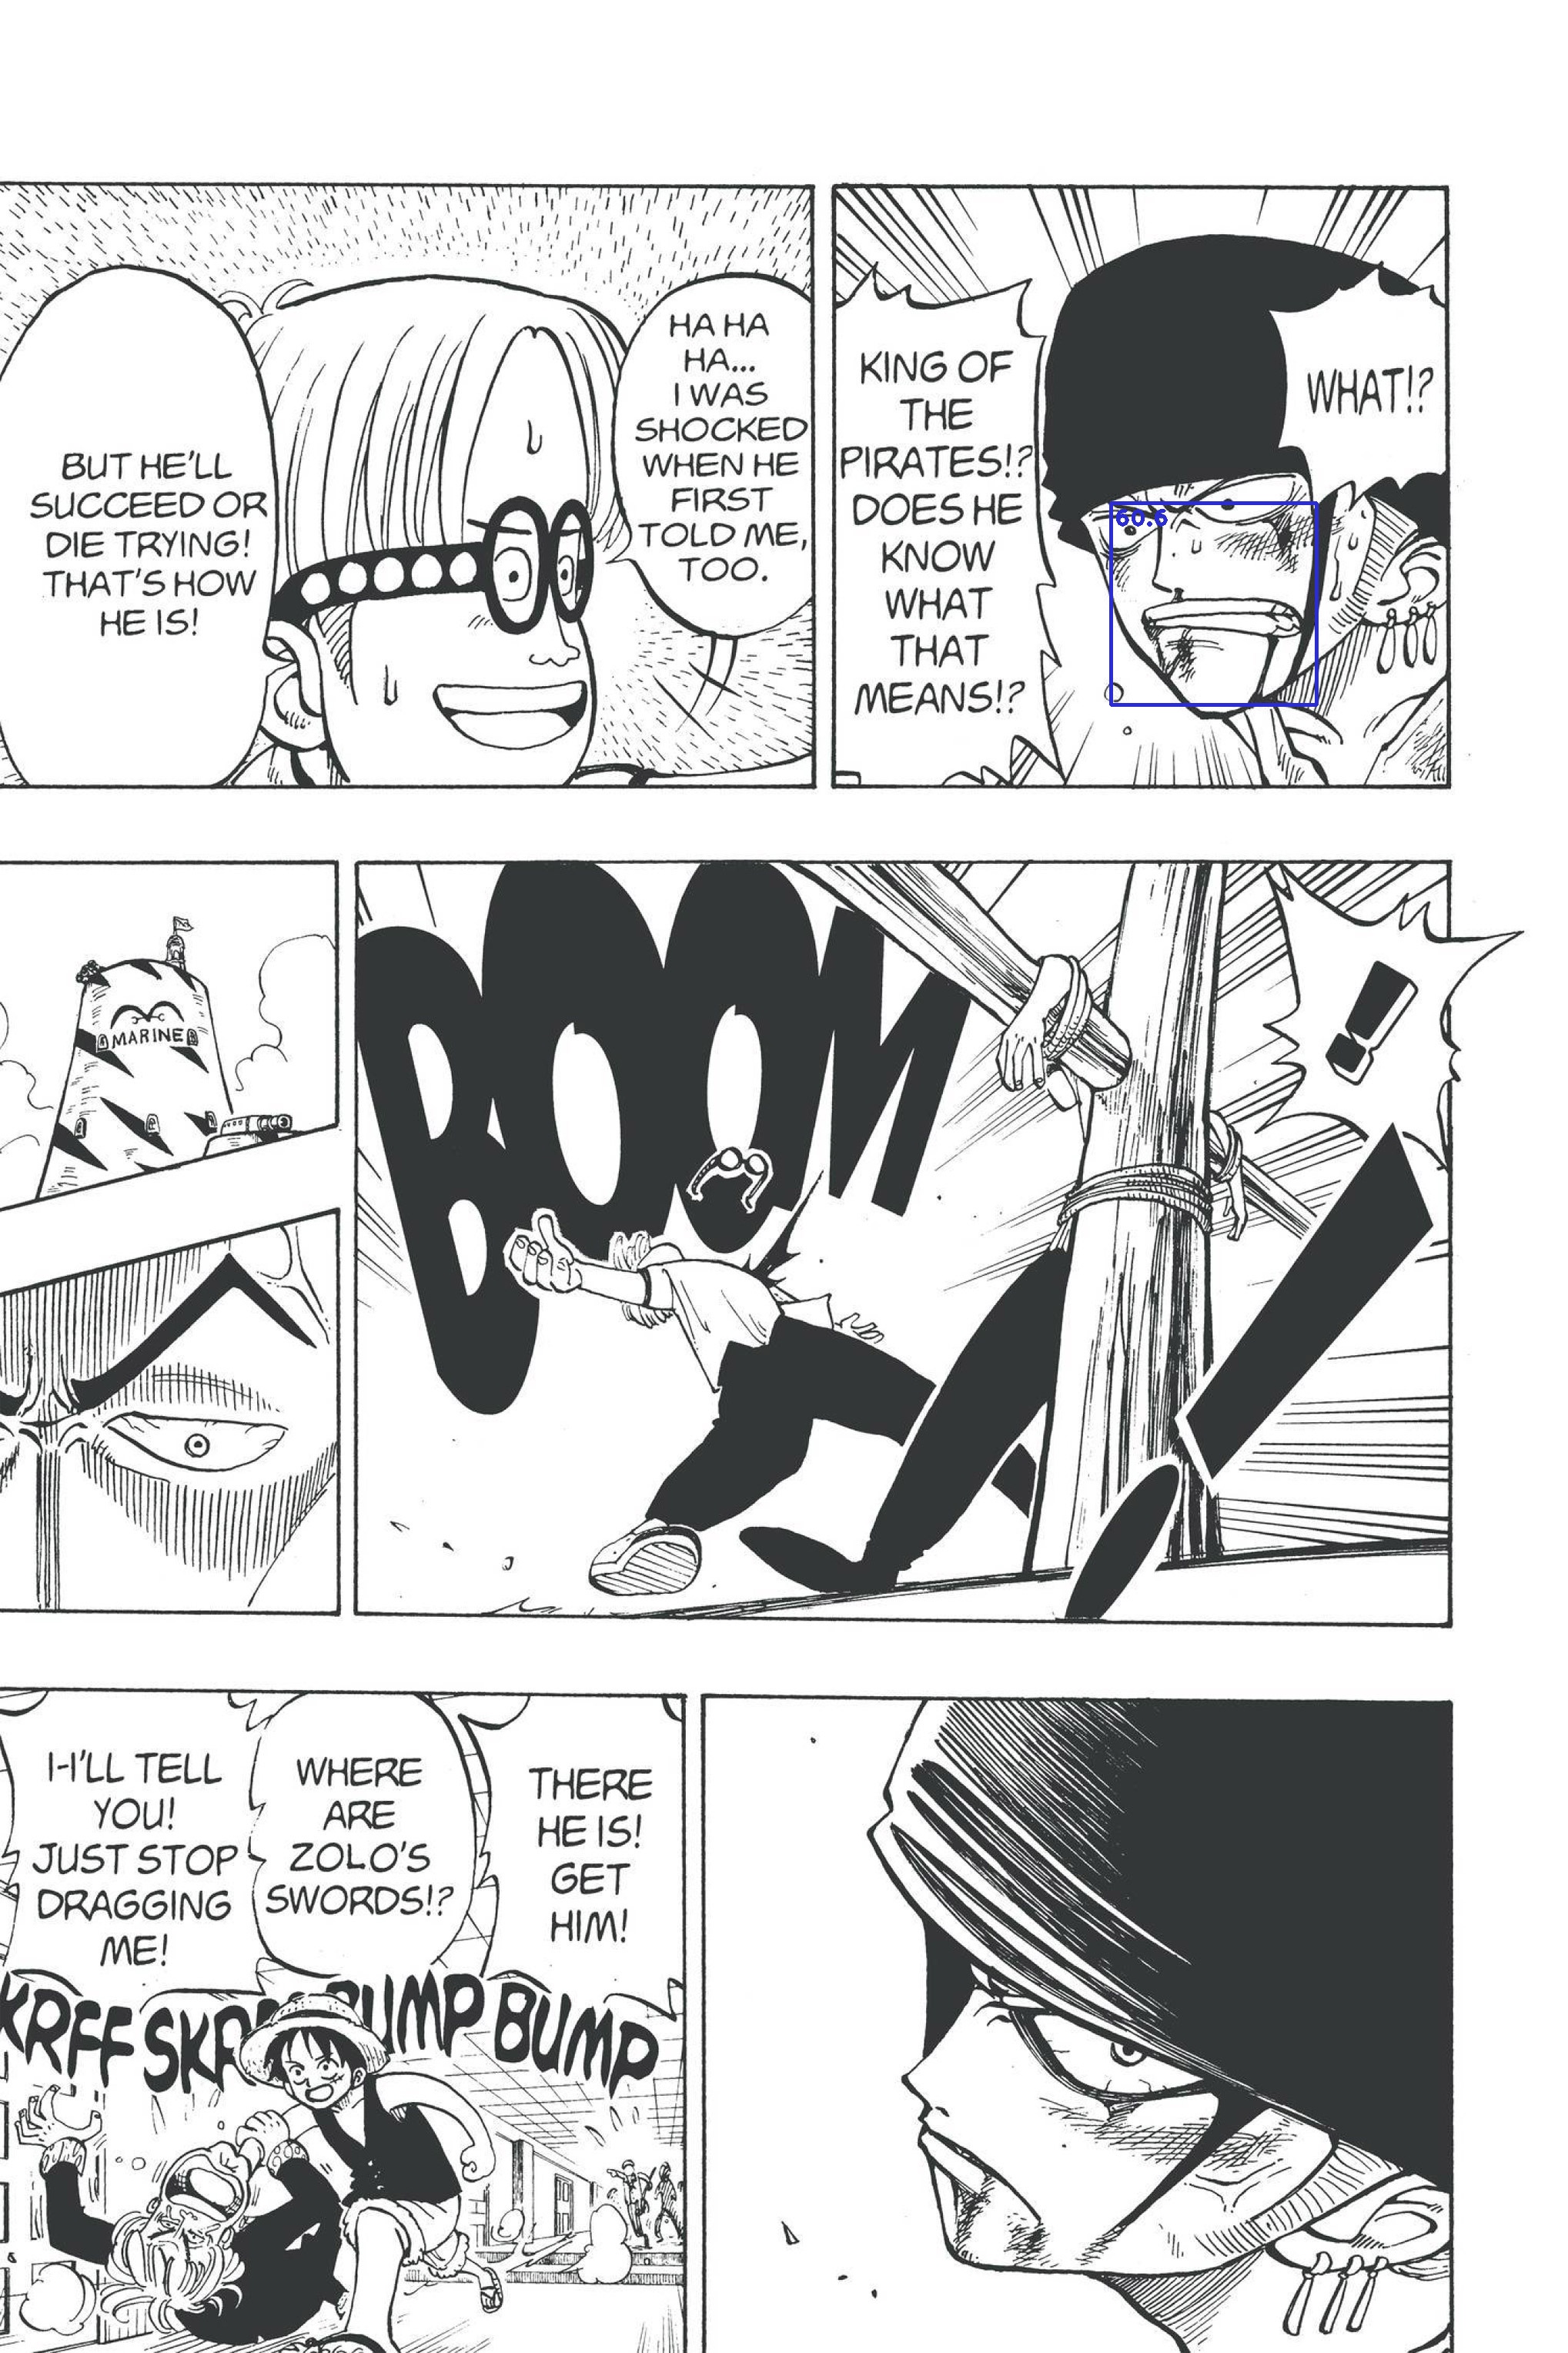 WHAT!?
KING OF
THE
PIRATES!?
DOES HE
KNOW
WHAT
THAT
MEANS!?
60.6
HA HA
HA...
I WAS
SHOCKED
WHEN HE
FIRST
TOLD ME,
TOO.
BUT HE'LL
SUCCEED OR
DIE TRYING!
THAT'S HOW
HE IS!
!
BOOM!
MARINE
THERE
HE IS!
GET
HIM!
WHERE
ARE
ZOLO'S
SWORDS!?
I-I'LL TELL
YOU!
JUST STOP
DRAGGING
ME!
BUMP BUMP